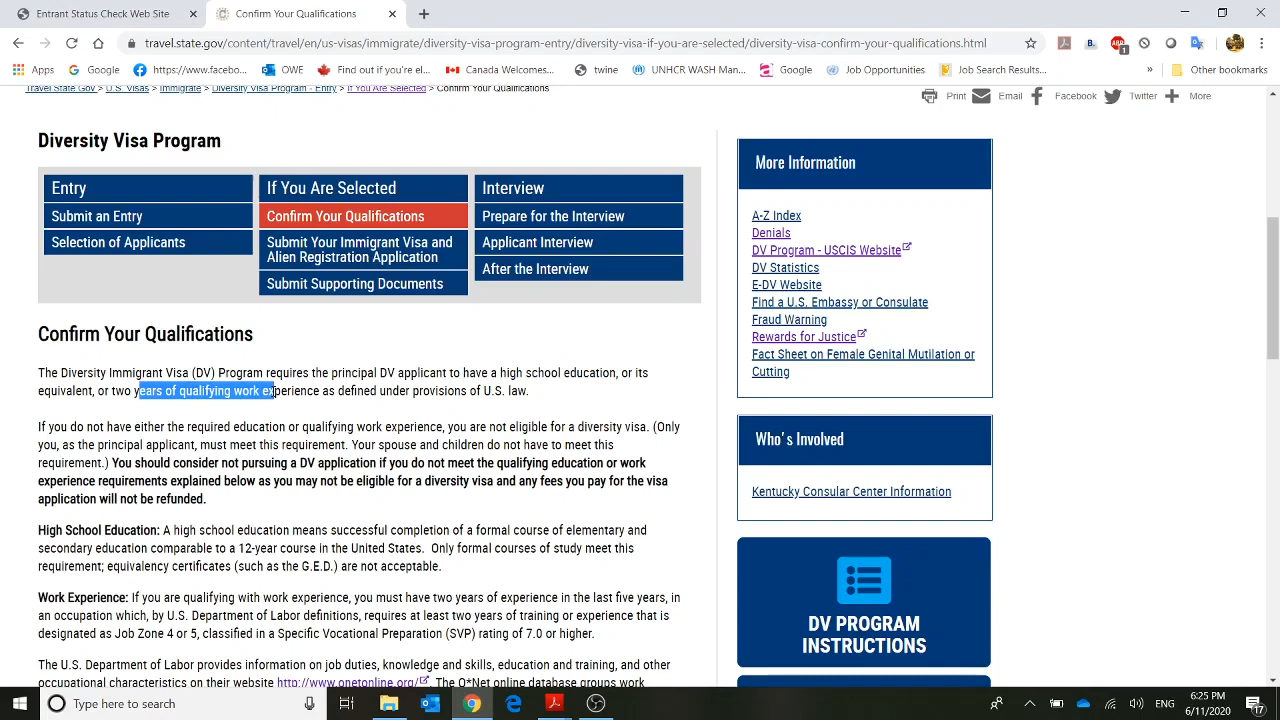 Entrant Status Check Web Site
Confirm Your Qualifications
travel.state.gov/content/travel/en/us-visas/immigrate/diversity-visa-program-entry/diversity-visa-if-you-are-selected/diversity-visa-confirm-your-qualifications.html
Apps
Google
https://www.facebo...
OWE
Find out if you're el...
Canada Welcomes...
twine
UNHCR WASH Man...
Google
Job Opportunities
Job Search Results...
»
Other bookmarks
Travel.State.Gov > U.S. Visas > Immigrate > Diversity Visa Program - Entry > If You Are Selected > Confirm Your Qualifications
Print
Email
Facebook
Twitter
More
Diversity Visa Program
Entry
Submit an Entry
Selection of Applicants
If You Are Selected
Confirm Your Qualifications
Submit Your Immigrant Visa and
Alien Registration Application
Submit Supporting Documents
Interview
Prepare for the Interview
Applicant Interview
After the Interview
Confirm Your Qualifications
The Diversity Immigrant Visa (DV) Program requires the principal DV applicant to have a high school education, or its
equivalent, or two years of qualifying work experience as defined under provisions of U.S. law.
If you do not have either the required education or qualifying work experience, you are not eligible for a diversity visa. (Only
you, as the principal applicant, must meet this requirement. Your spouse and children do not have to meet this
requirement.) You should consider not pursuing a DV application if you do not meet the qualifying education or work
experience requirements explained below as you may not be eligible for a diversity visa and any fees you pay for the visa
application will not be refunded.
High School Education: A high school education means successful completion of a formal course of elementary and
secondary education comparable to a 12-year course in the United States. Only formal courses of study meet this
requirement; equivalency certificates (such as the G.E.D.) are not acceptable.
Work Experience: If you are qualifying with work experience, you must have two years of experience in the last five years, in
an occupation which, by U.S. Department of Labor definitions, requires at least two years of training or experience that is
designated as Job Zone 4 or 5, classified in a Specific Vocational Preparation (SVP) rating of 7.0 or higher.
The U.S. Department of Labor provides information on job duties, knowledge and skills, education and training, and other
occupational characteristics on their website http://www.onetonline.org/ The O*Net online database groups work
More Information
A-Z Index
Denials
DV Program - USCIS Website
DV Statistics
E-DV Website
Find a U.S. Embassy or Consulate
Fraud Warning
Rewards for Justice
Fact Sheet on Female Genital Mutilation or
Cutting
Who's Involved
Kentucky Consular Center Information
DV PROGRAM
INSTRUCTIONS
Type here to search
ENG
6:25 PM
6/11/2020
17